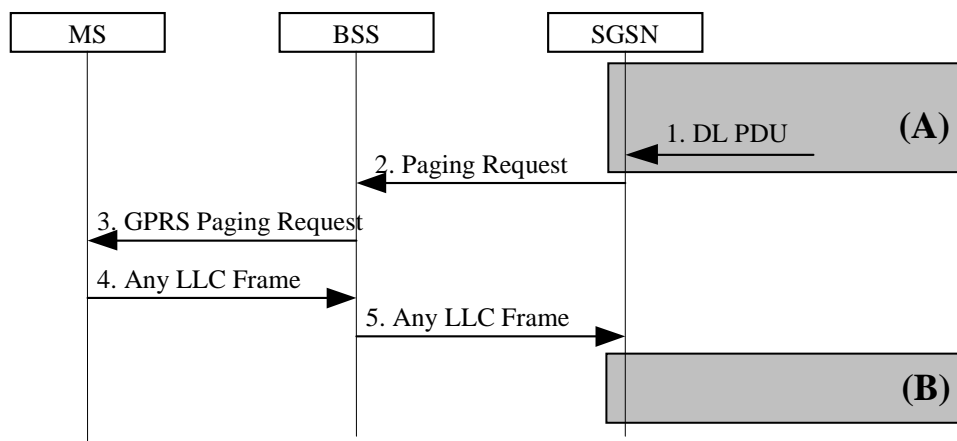 MS
BSS
SGSN
(A)
1. DL PDU
2. Paging Request
3. GPRS Paging Request
4. Any LLC Frame
5. Any LLC Frame
(B)